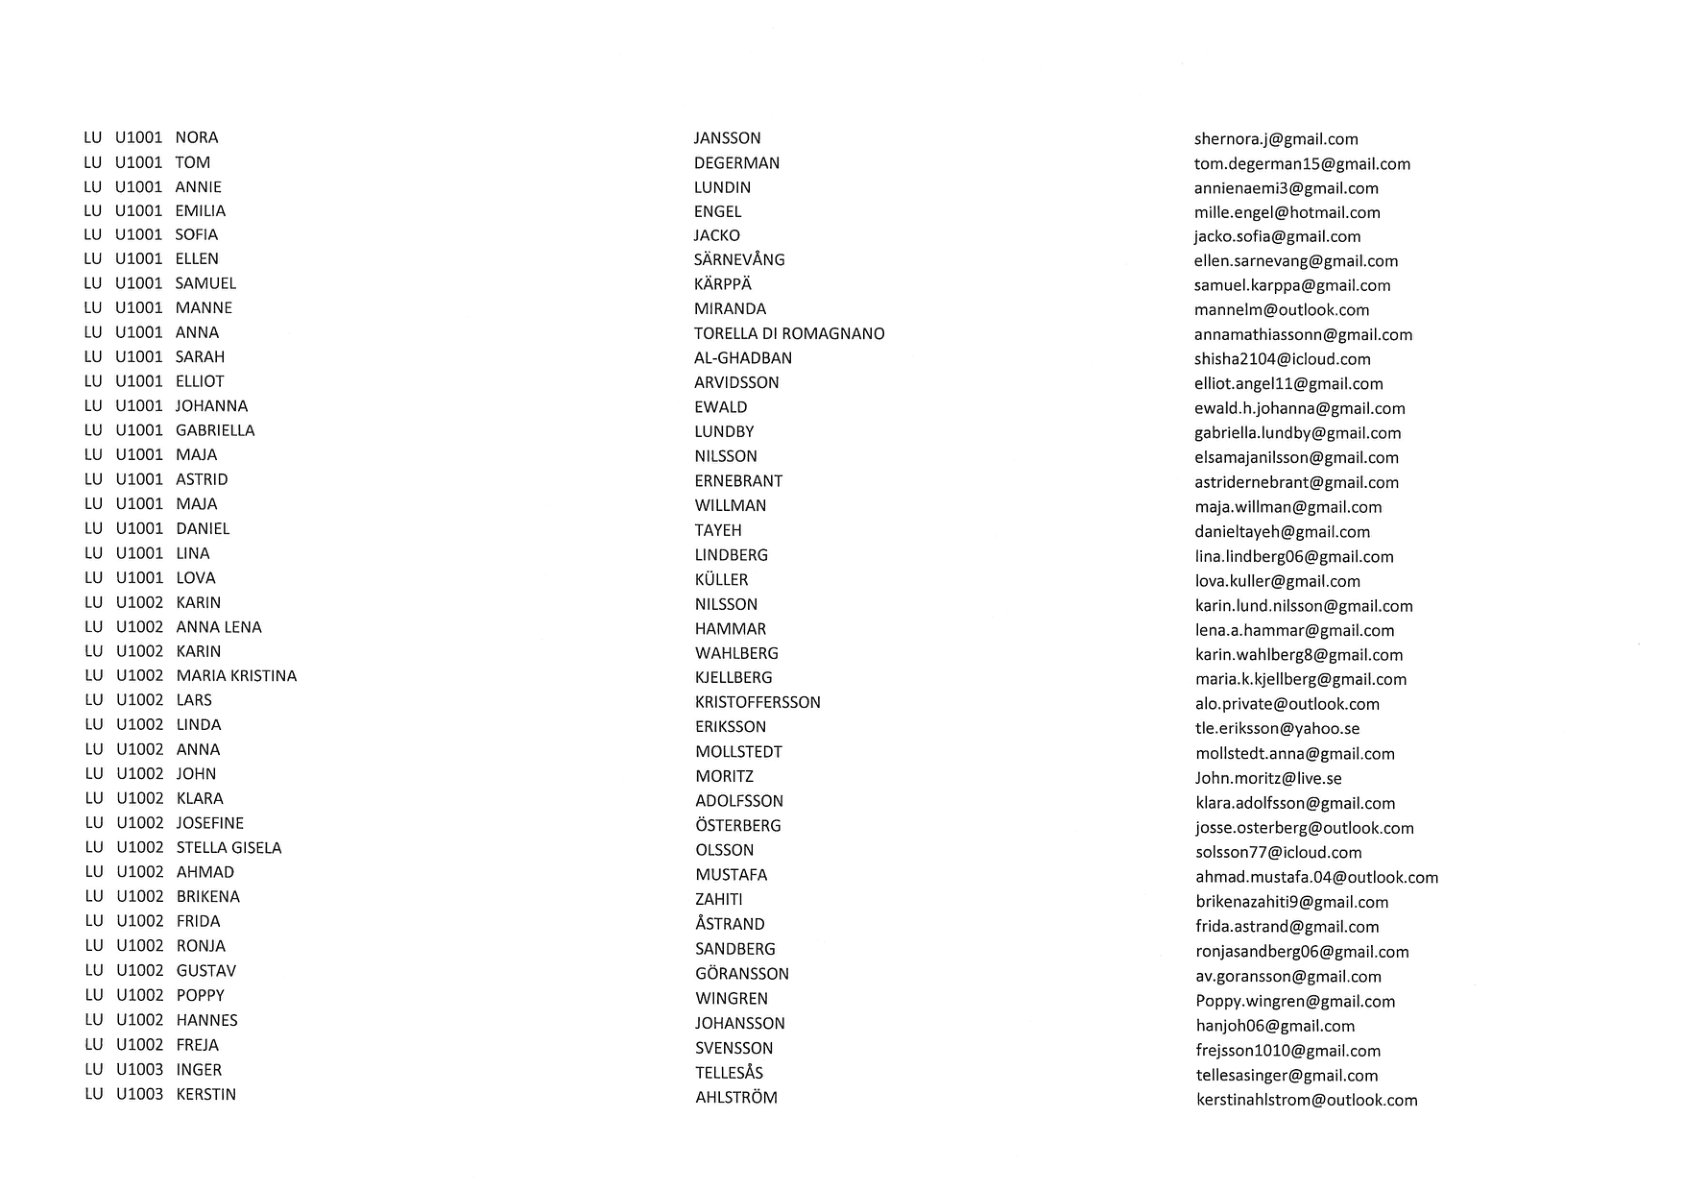 LU U1001 NORA JANSSON shernora.j@gmail.com
LU U1001 TOM DEGERMAN tom.degerman15@gmail.com
LU U1001 ANNIE LUNDIN annienaemi3@gmail.com
LU U1001 EMILIA ENGEL mille.engel@hotmail.com
LU U1001 SOFIA JACKO jacko.sofia@gmail.com
LU U1001 ELLEN SÄRNEVÅNG ellen.sarnevang@gmail.com
LU U1001 SAMUEL KÄRPPÄ samuel.karppa@gmail.com
LU U1001 MANNE MIRANDA mannelm@outlook.com
LU U1001 ANNA TORELLA DI ROMAGNANO annamathiassonn@gmail.com
LU U1001 SARAH AL-GHADBAN shisha2104@icloud.com
LU U1001 ELLIOT ARVIDSSON elliot.angel11@gmail.com
LU U1001 JOHANNA EWALD ewald.h.johanna@gmail.com
LU U1001 GABRIELLA LUNDBY gabriella.lundby@gmail.com
LU U1001 MAJA NILSSON elsamajanilsson@gmail.com
LU U1001 ASTRID ERNEBRANT astridernebrant@gmail.com
LU U1001 MAJA WILLMAN maja.willman@gmail.com
LU U1001 DANIEL TAYEH danieltayeh@gmail.com
LU U1001 LINA LINDBERG lina.lindberg06@gmail.com
LU U1001 LOVA KÜLLER lova.kuller@gmail.com
LU U1002 KARIN NILSSON karin.lund.nilsson@gmail.com
LU U1002 ANNA LENA HAMMAR lena.a.hammar@gmail.com
LU U1002 KARIN WAHLBERG karin.wahlberg8@gmail.com
LU U1002 MARIA KRISTINA KJELLBERG maria.k.kjellberg@gmail.com
LU U1002 LARS KRISTOFFERSSON alo.private@outlook.com
LU U1002 LINDA ERIKSSON tle.eriksson@yahoo.se
LU U1002 ANNA MOLLSTEDT mollstedt.anna@gmail.com
LU U1002 JOHN MORITZ John.moritz@live.se
LU U1002 KLARA ADOLFSSON klara.adolfsson@gmail.com
LU U1002 JOSEFINE ÖSTERBERG josse.osterberg@outlook.com
LU U1002 STELLA GISELA OLSSON solsson77@icloud.com
LU U1002 AHMAD MUSTAFA ahmad.mustafa.04@outlook.com
LU U1002 BRIKENA ZAHITI brikenazahiti9@gmail.com
LU U1002 FRIDA ÅSTRAND frida.astrand@gmail.com
LU U1002 RONJA SANDBERG ronjasandberg06@gmail.com
LU U1002 GUSTAV GÖRANSSON av.goransson@gmail.com
LU U1002 POPPY WINGREN Poppy.wingren@gmail.com
LU U1002 HANNES JOHANSSON hanjoh06@gmail.com
LU U1002 FREJA SVENSSON frejsson1010@gmail.com
LU U1003 INGER TELLESÅS tellesasinger@gmail.com
LU U1003 KERSTIN AHLSTRÖM kerstinahlstrom@outlook.com